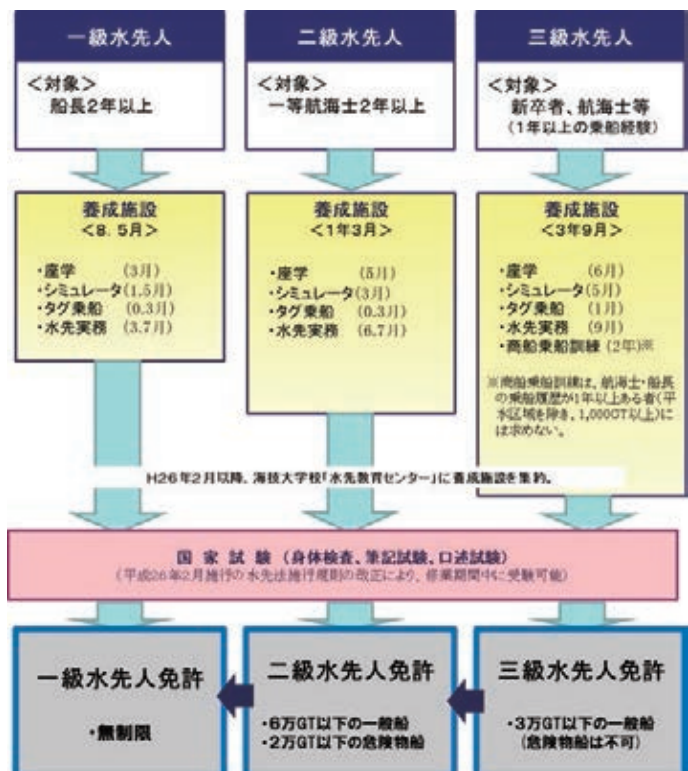 一級水先人
<対象>
船長2年以上
二級水先人
<対象>
一等航海士2年以上
三級水先人
<対象>
新卒者、航海士等
(1年以上の乗船経験)
養成施設
<8.5月>
・座学 (3月)
・シミュレータ(1.5月)
・タグ乗船 (0.3月)
・水先実務 (3.7月)
養成施設
<1年3月>
・座学 (5月)
・シミュレータ(3月)
・タグ乗船 (0.3月)
・水先実務 (6.7月)
養成施設
<3年9月>
・座学 (6月)
・シミュレータ(5月)
・タグ乗船 (1月)
・水先実務 (9月)
・商船乗船訓練 (2年)※
※商船乗船訓練は、航海士・船長
の乗船履歴が1年以上ある者(平
水区域を除き、1,000GT以上)に
は求めない。
H26年2月以降、海技大学校「水先教育センター」に養成施設を集約。
国家試験(身体検査、筆記試験、口述試験)
(平成26年2月施行の水先法施行規則の改正により、修業期間中に受験可能)
一級水先人免許
・無制限
二級水先人免許
・6万GT以下の一般船
・2万GT以下の危険物船
三級水先人免許
・3万GT以下の一般船
(危険物船は不可)